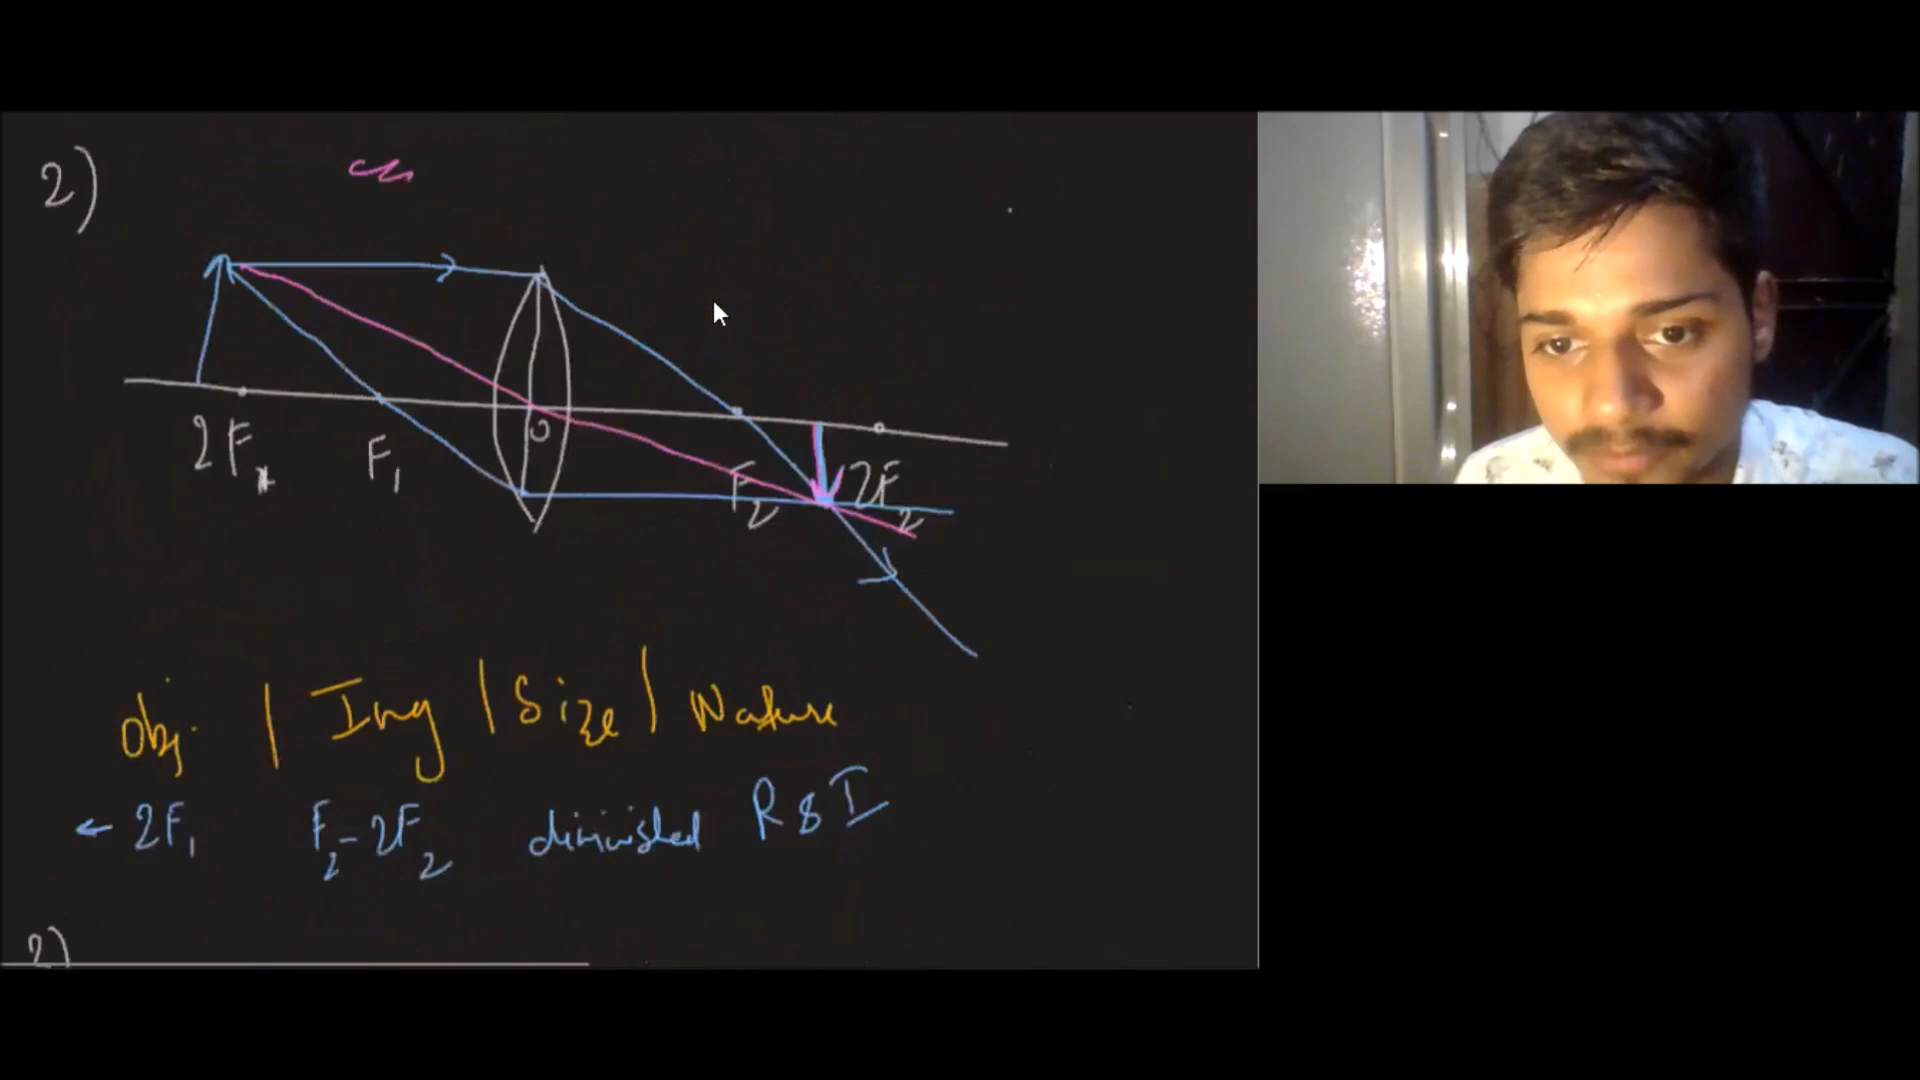 2)
O
2F₁ F₁ F₂ 2F₂
Obj. | Img | Size | Nature
← 2F₁ F₂-2F₂ diminished R & I